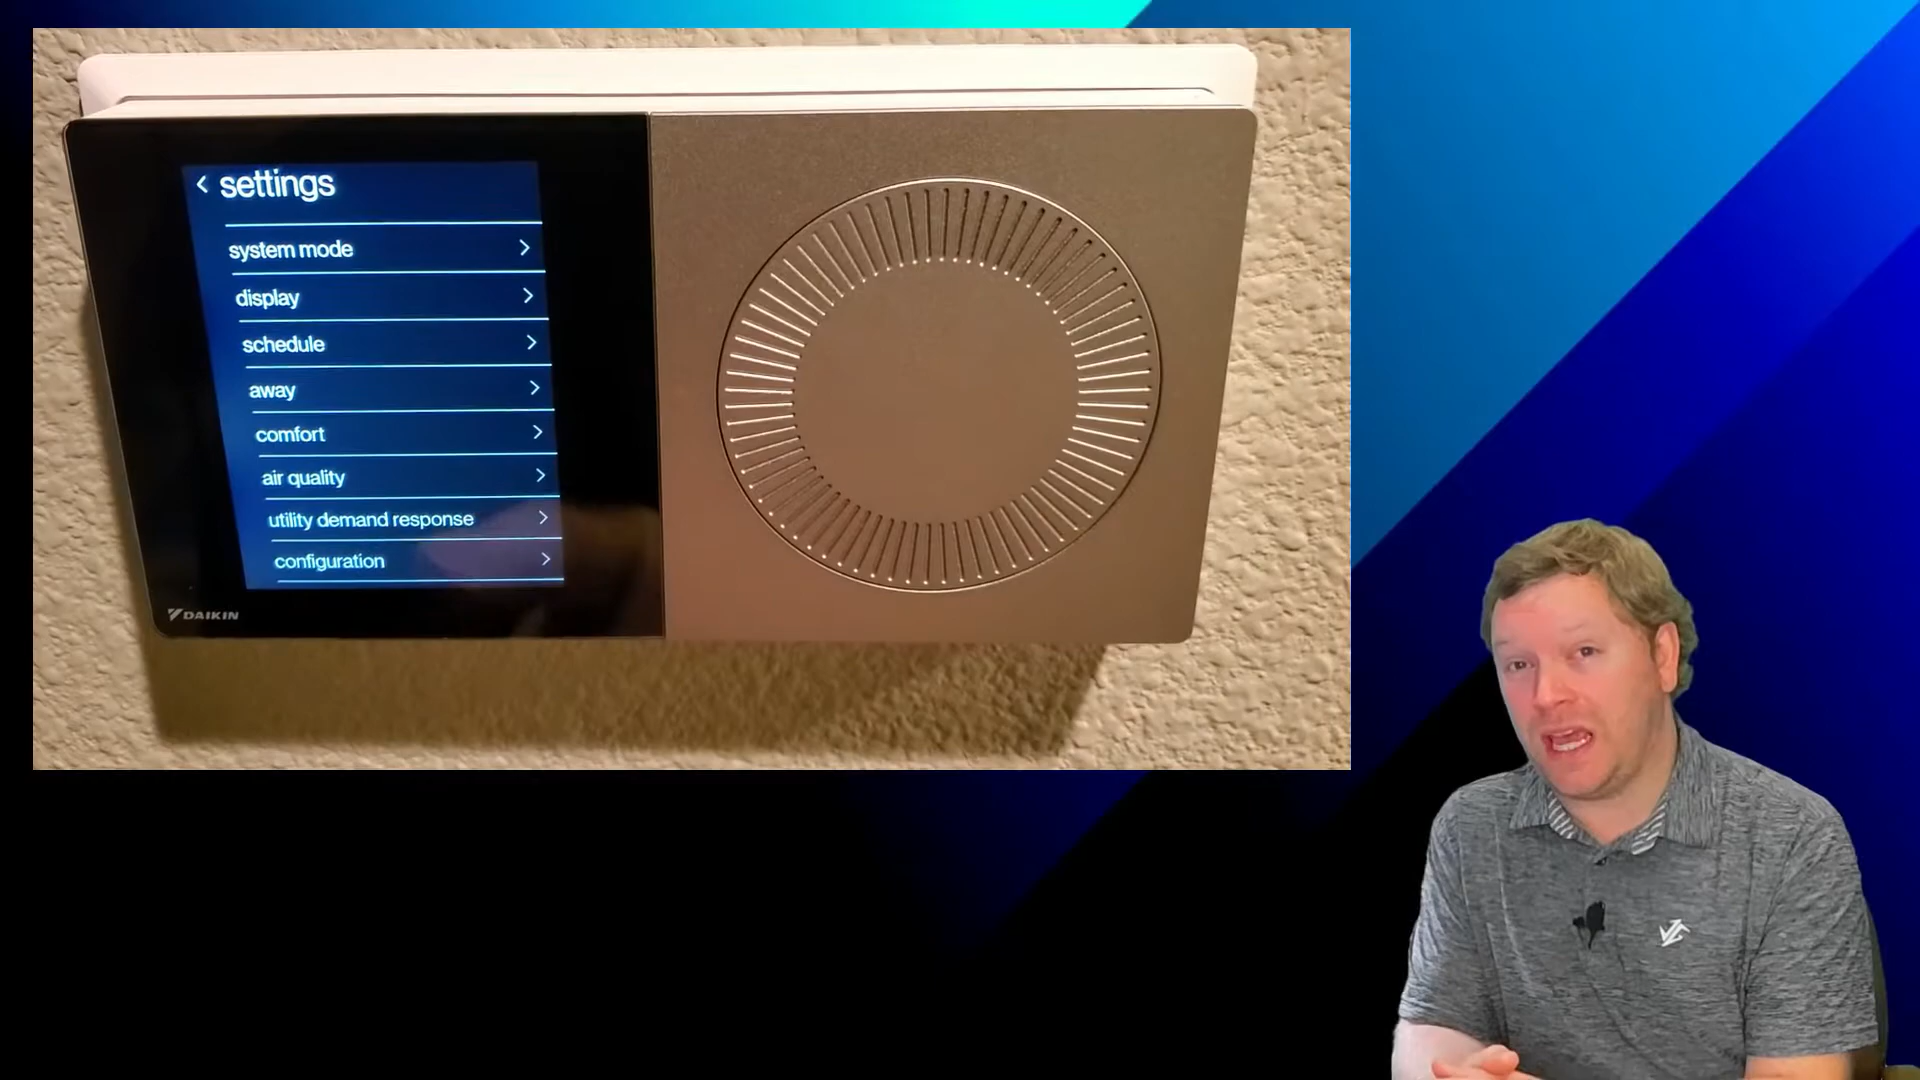 settings
system mode
display
schedule
away
comfort
air quality
utility demand response
configuration
DAIKIN